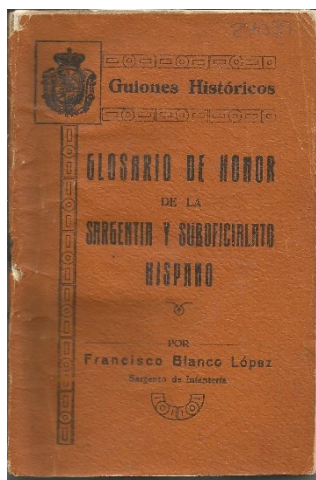 Guiones Históricos
GLOSARIO DE HONOR
DE LA
SARGENTIA Y SUBOFICIALATO
HISPANO
POR
Francisco Blanco López
Sargento de Infantería